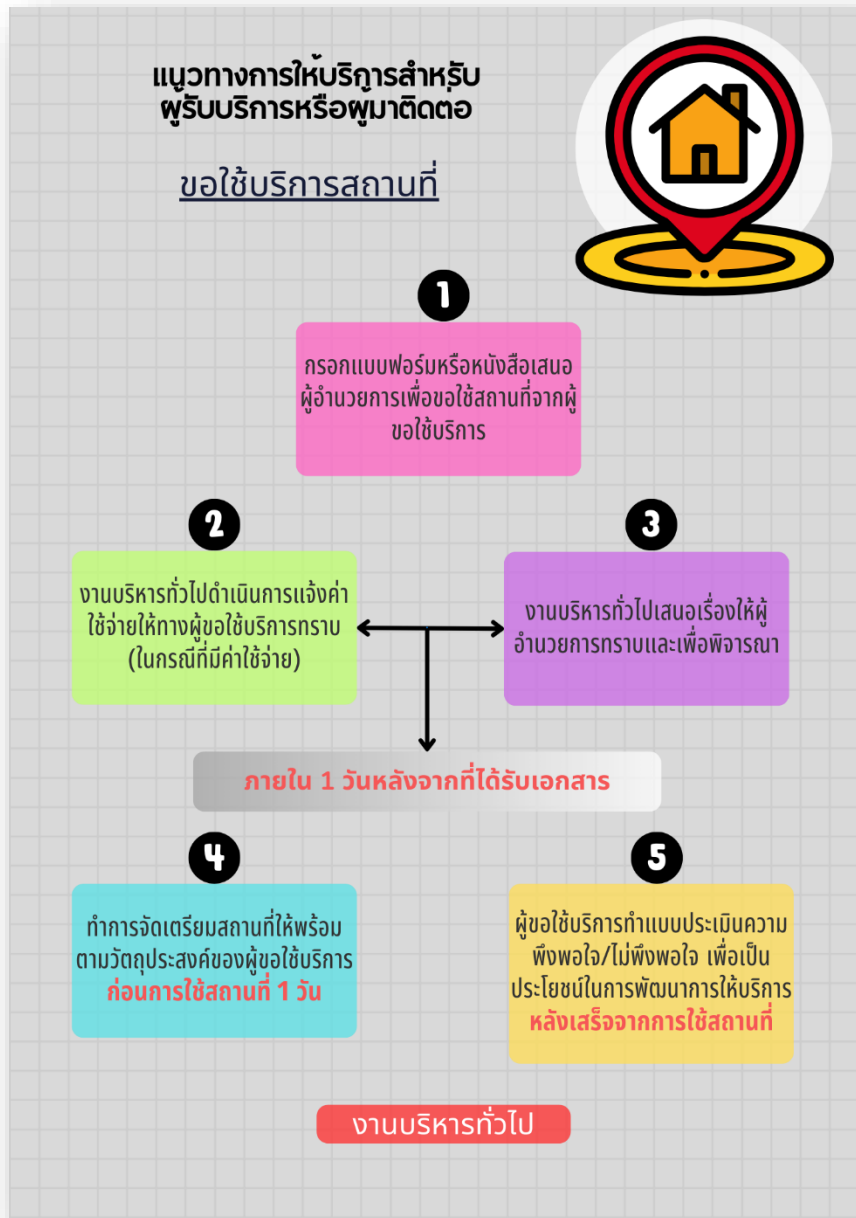 แนวทางการให้บริการสำหรับ
ผู้รับบริการหรือผู้มาติดต่อ
ขอใช้บริการสถานที่
1
กรอกแบบฟอร์มหรือหนังสือเสนอ
ผู้อำนวยการเพื่อขอใช้สถานที่จากผู้
ขอใช้บริการ
2
งานบริหารทั่วไปดำเนินการแจ้งค่า
ใช้จ่ายให้ทางผู้ขอใช้บริการทราบ
(ในกรณีที่มีค่าใช้จ่าย)
3
งานบริหารทั่วไปเสนอเรื่องให้ผู้
อำนวยการทราบและเพื่อพิจารณา
ภายใน 1 วันหลังจากที่ได้รับเอกสาร
4
ทำการจัดเตรียมสถานที่ให้พร้อม
ตามวัตถุประสงค์ของผู้ขอใช้บริการ
ก่อนการใช้สถานที่ 1 วัน
5
ผู้ขอใช้บริการทำแบบประเมินความ
พึงพอใจ/ไม่พึงพอใจ เพื่อเป็น
ประโยชน์ในการพัฒนาการให้บริการ
หลังเสร็จจากการใช้สถานที่
งานบริหารทั่วไป